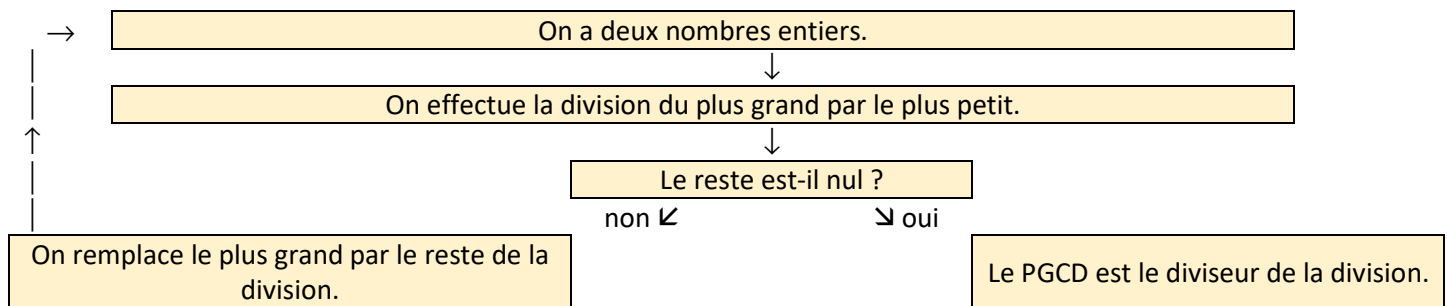 On a deux nombres entiers.
On effectue la division du plus grand par le plus petit.
Le reste est-il nul ?
non
oui
On remplace le plus grand par le reste de la
division.
Le PGCD est le diviseur de la division.